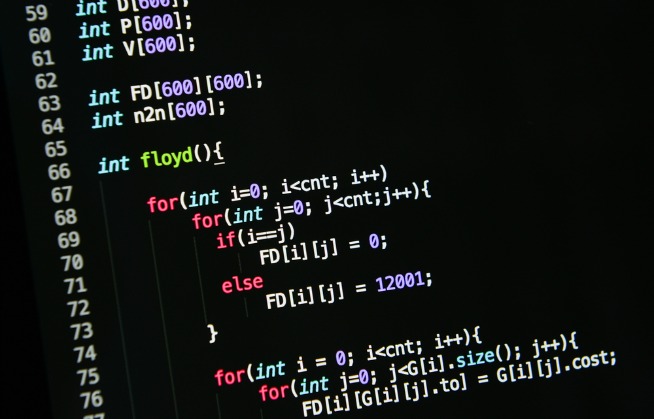 59 int D[600];
60 int P[600];
61 int V[600];
62
63 int FD[600][600];
64 int n2n[600];
65
66 int floyd(){
67
68 for(int i=0; i<cnt; i++)
69 for(int j=0; j<cnt;j++){
70 if(i==j)
71 FD[i][j] = 0;
72 else
73 FD[i][j] = 12001;
74 }
75
76 for(int i = 0; i<cnt; i++){
for(int j=0; j<G[i].size(); j++){
FD[i][G[i][j].to] = G[i][j].cost;